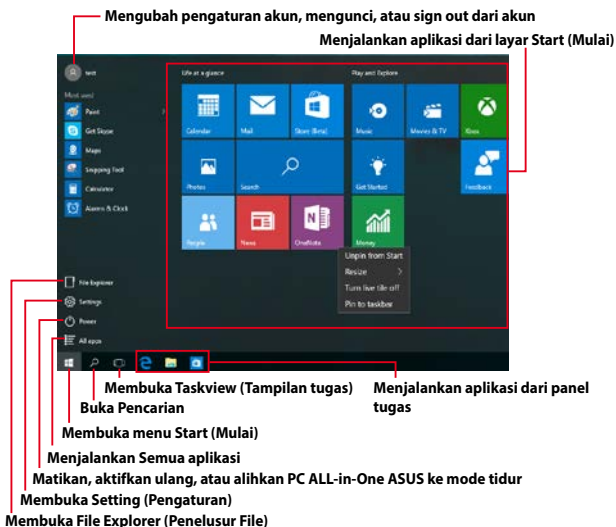 Mengubah pengaturan akun, mengunci, atau sign out dari akun
Menjalankan aplikasi dari layar Start (Mulai)
test
Life at a glance
Play and Explore
Most used
Paint
Get Skype
Maps
Snipping Tool
Calculator
Alarms & Clock
Calendar
Mail
Store (Beta)
Music
Movies & TV
Xbox
Photos
Search
Get Started
Feedback
People
News
OneNote
Money
Unpin from Start
Resize
Turn live tile off
Pin to taskbar
File Explorer
Settings
Power
All apps
Membuka Taskview (Tampilan tugas)
Menjalankan aplikasi dari panel
tugas
Buka Pencarian
Membuka menu Start (Mulai)
Menjalankan Semua aplikasi
Matikan, aktifkan ulang, atau alihkan PC ALL-in-One ASUS ke mode tidur
Membuka Setting (Pengaturan)
Membuka File Explorer (Penelusur File)